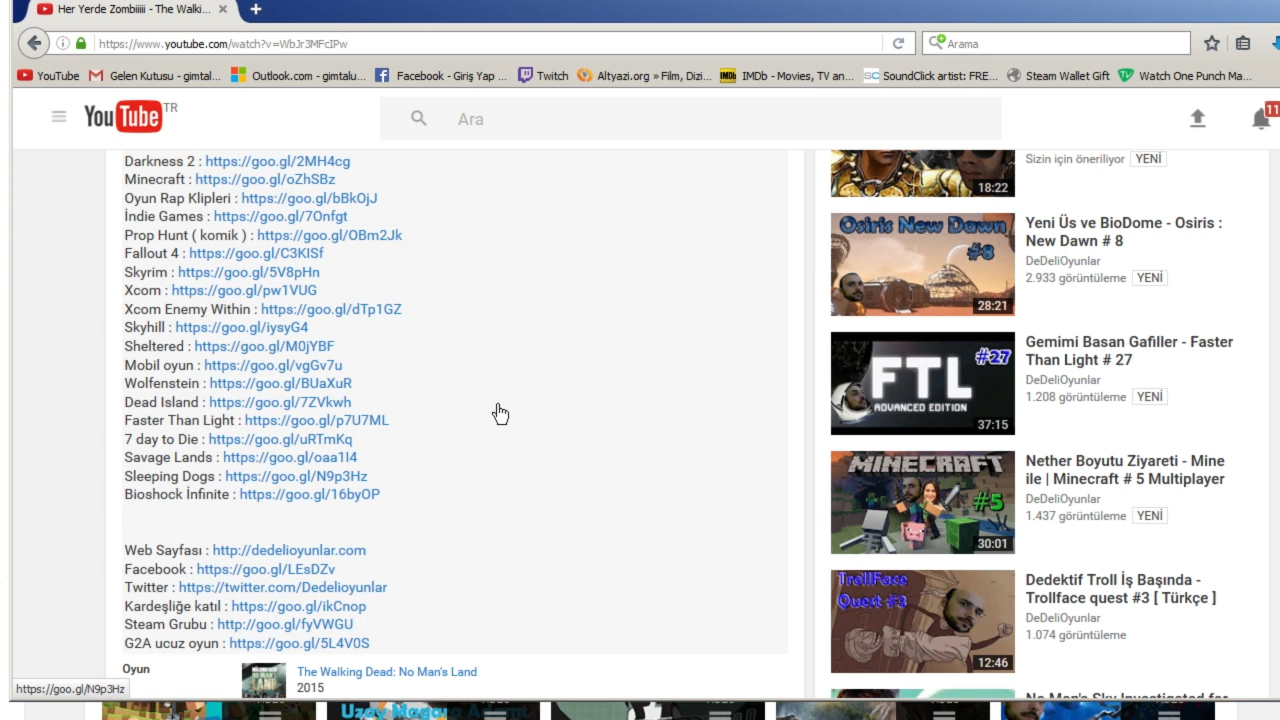 Her Yerde Zombiiiii - The Walki...
https://www.youtube.com/watch?v=WbJr3MFcIPw
Arama
YouTube Gelen Kutusu - gimtal... Outlook.com - gimtalu... Facebook - Giriş Yap ... Twitch Altyazi.org » Film, Dizi... IMDb IMDb - Movies, TV an... SC SoundClick artist: FRE... Steam Wallet Gift Watch One Punch Ma...
YouTube TR
Ara
11
Darkness 2 : https://goo.gl/2MH4cg
Minecraft : https://goo.gl/oZhSBz
Oyun Rap Klipleri : https://goo.gl/bBkOjJ
İndie Games : https://goo.gl/7Onfgt
Prop Hunt ( komik ) : https://goo.gl/OBm2Jk
Fallout 4 : https://goo.gl/C3KISf
Skyrim : https://goo.gl/5V8pHn
Xcom : https://goo.gl/pw1VUG
Xcom Enemy Within : https://goo.gl/dTp1GZ
Skyhill : https://goo.gl/iysyG4
Sheltered : https://goo.gl/M0jYBF
Mobil oyun : https://goo.gl/vgGv7u
Wolfenstein : https://goo.gl/BUaXuR
Dead Island : https://goo.gl/7ZVkwh
Faster Than Light : https://goo.gl/p7U7ML
7 day to Die : https://goo.gl/uRTmKq
Savage Lands : https://goo.gl/oaa1I4
Sleeping Dogs : https://goo.gl/N9p3Hz
Bioshock İnfinite : https://goo.gl/16byOP
Web Sayfası : http://dedelioyunlar.com
Facebook : https://goo.gl/LEsDZv
Twitter : https://twitter.com/Dedelioyunlar
Kardeşliğe katıl : https://goo.gl/ikCnop
Steam Grubu : http://goo.gl/fyVWGU
G2A ucuz oyun : https://goo.gl/5L4V0S
Oyun
The Walking Dead: No Man's Land
2015
https://goo.gl/N9p3Hz
18:22
Sizin için öneriliyor YENİ
Osiris New Dawn
#8
28:21
Yeni Üs ve BioDome - Osiris :
New Dawn # 8
DeDeliOyunlar
2.933 görüntüleme YENİ
#27
FTL
ADVANCED EDITION
37:15
Gemimi Basan Gafiller - Faster
Than Light # 27
DeDeliOyunlar
1.208 görüntüleme YENİ
MINECRAFT
#5
30:01
Nether Boyutu Ziyareti - Mine
ile | Minecraft # 5 Multiplayer
DeDeliOyunlar
1.437 görüntüleme YENİ
TrollFace
Quest #3
12:46
Dedektif Troll İş Başında -
Trollface quest #3 [ Türkçe ]
DeDeliOyunlar
1.074 görüntüleme
No Man's Sky Investigated for